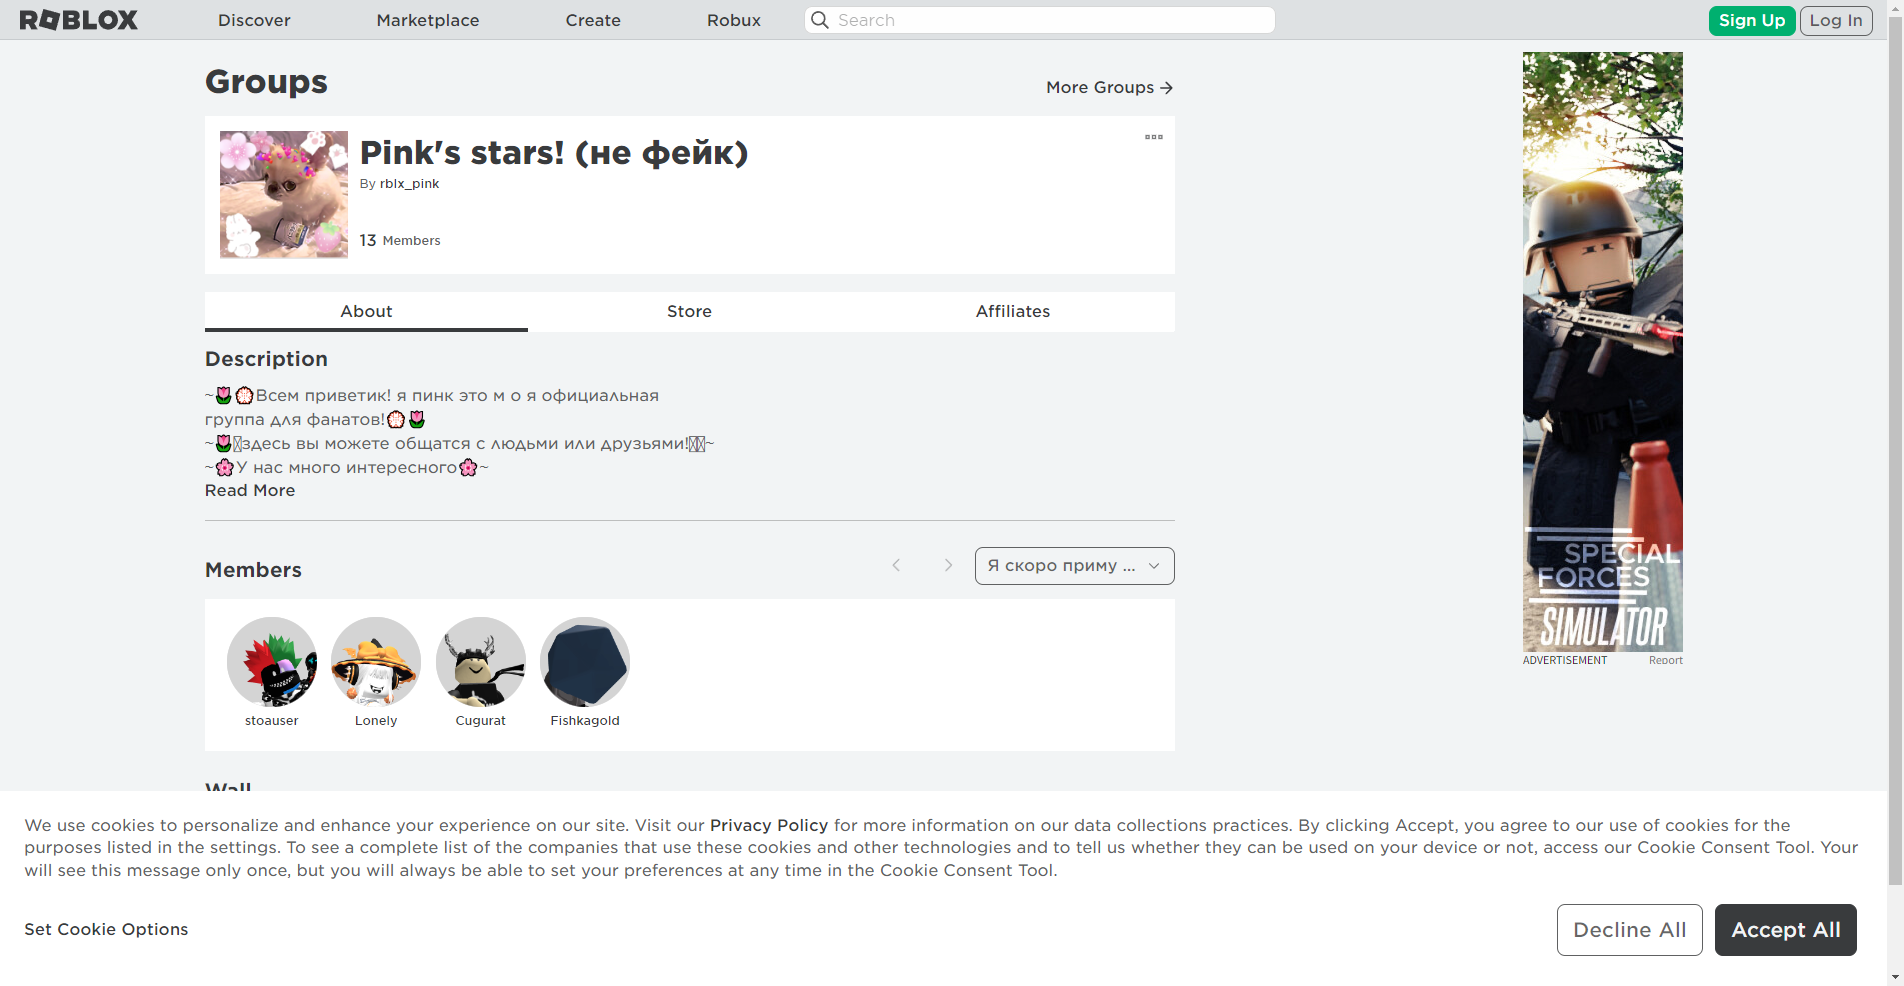 ROBLOX
Discover
Marketplace
Create
Robux
Search
Sign Up
Log In
Groups
More Groups
Pink's stars! (не фейк)
By rblx_pink
13 Members
About
Store
Affiliates
Description
~🌷💮Всем приветик! я пинк это м о я официальная
группа для фанатов!💮🌷
~🌷здесь вы можете общатся с людьми или друзьями!~
~🌸У нас много интересного🌸~
Read More
Members
Я скоро приму ...
stoauser
Lonely
Cugurat
Fishkagold
Wall
SPECIAL
FORCES
SIMULATOR
ADVERTISEMENT
Report
We use cookies to personalize and enhance your experience on our site. Visit our Privacy Policy for more information on our data collections practices. By clicking Accept, you agree to our use of cookies for the
purposes listed in the settings. To see a complete list of the companies that use these cookies and other technologies and to tell us whether they can be used on your device or not, access our Cookie Consent Tool. Your
will see this message only once, but you will always be able to set your preferences at any time in the Cookie Consent Tool.
Set Cookie Options
Decline All
Accept All